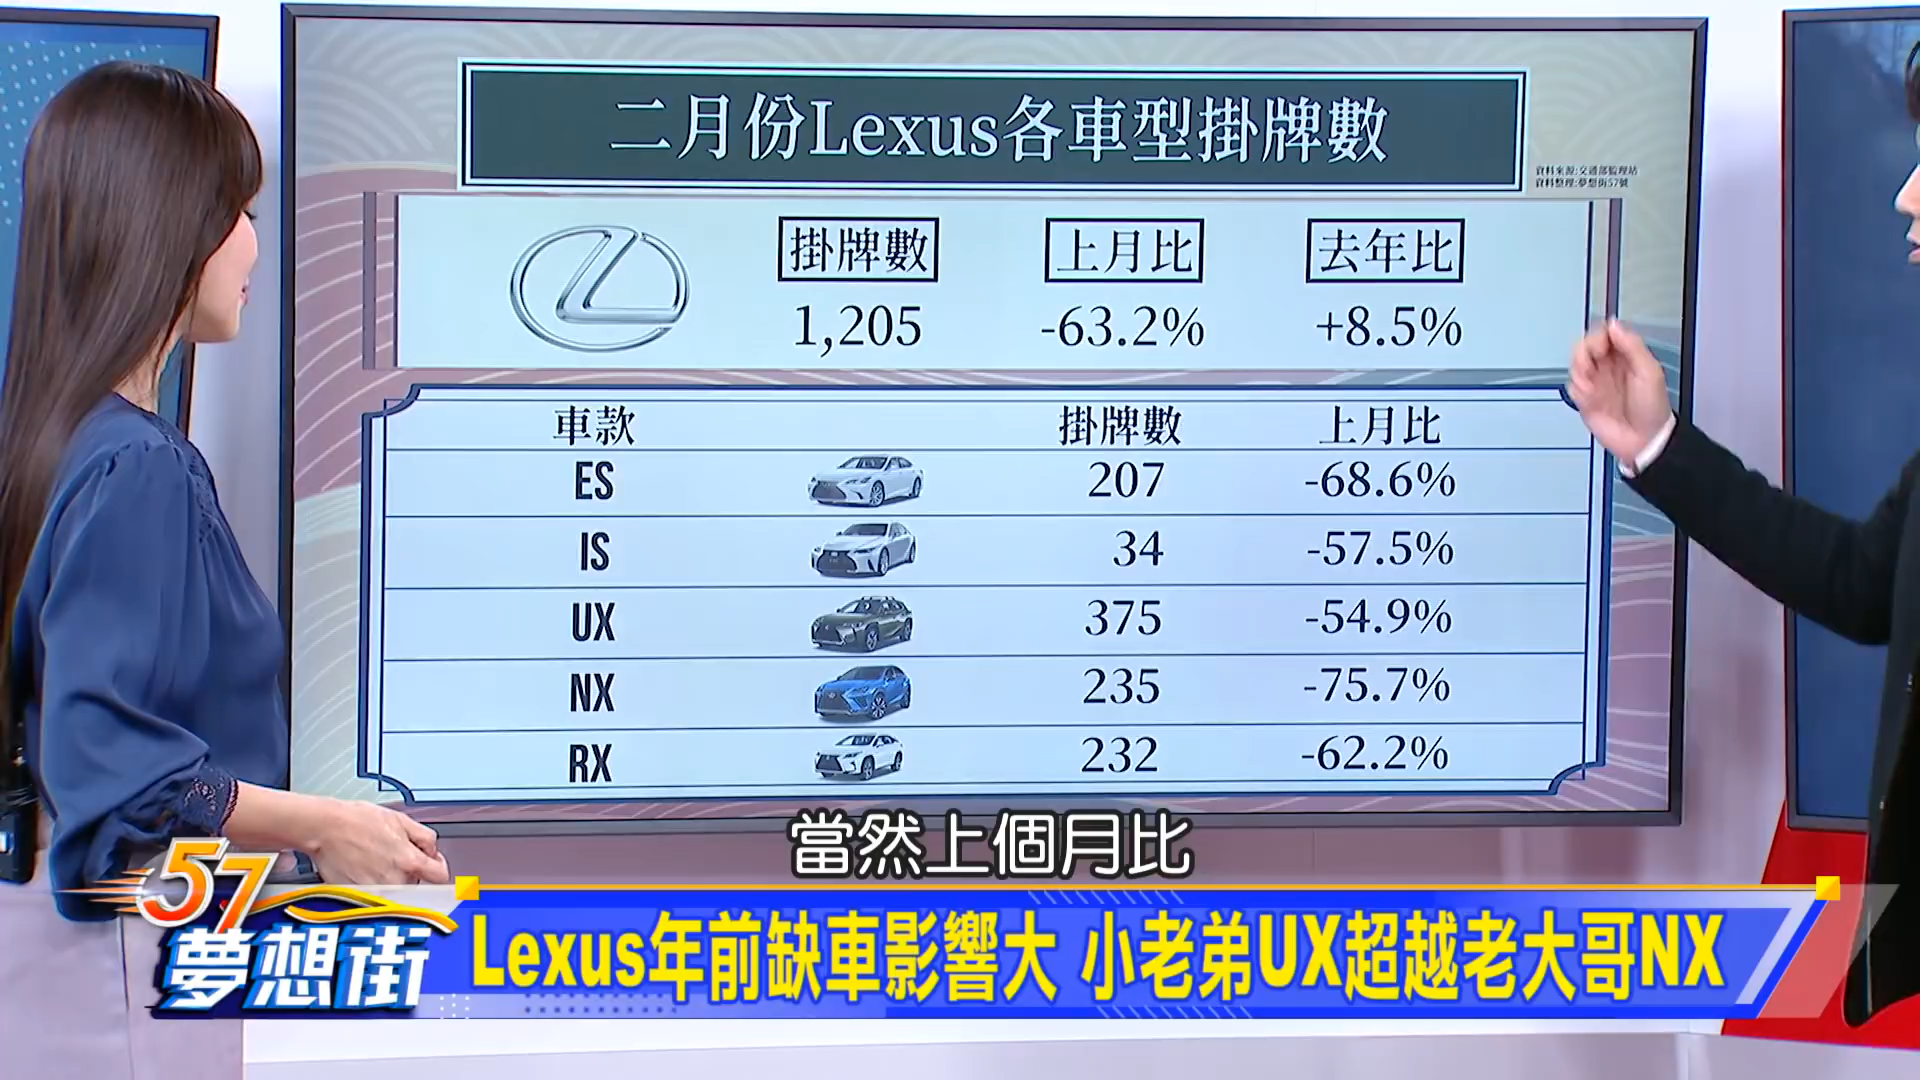 二月份Lexus各車型掛牌數
資料來源:交通部監理站
資料整理:夢想街57號
掛牌數 上月比 去年比
1,205 -63.2% +8.5%
車款 掛牌數 上月比
ES 207 -68.6%
IS 34 -57.5%
UX 375 -54.9%
NX 235 -75.7%
RX 232 -62.2%
當然上個月比
57
夢想街
Lexus年前缺車影響大 小老弟UX超越老大哥NX